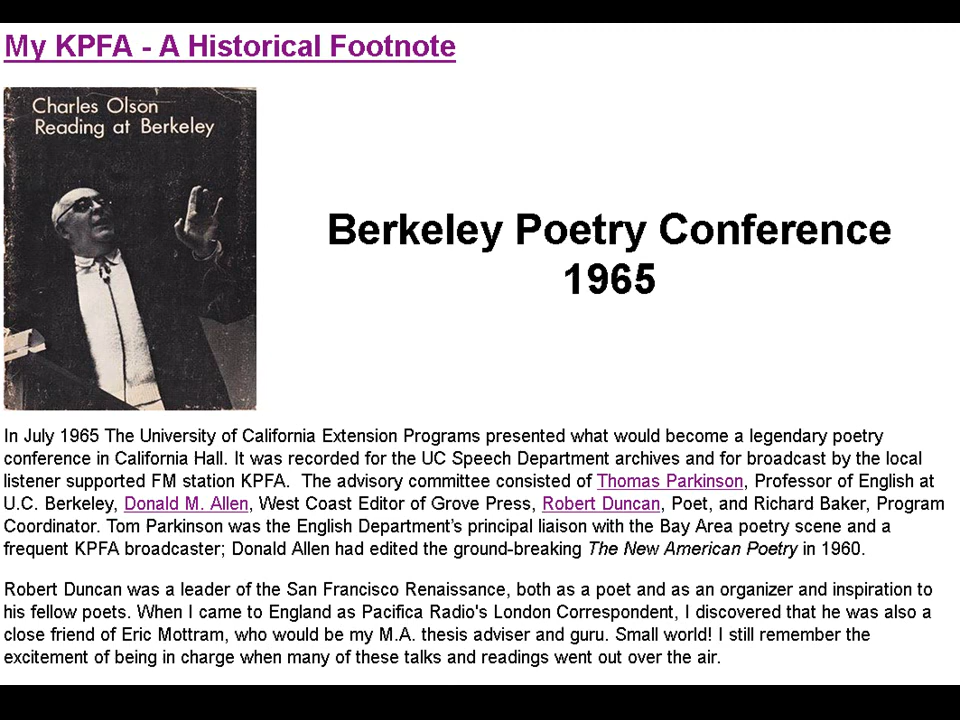 My KPFA - A Historical Footnote
Charles Olson
Reading at Berkeley
Berkeley Poetry Conference
1965
In July 1965 The University of California Extension Programs presented what would become a legendary poetry
conference in California Hall. It was recorded for the UC Speech Department archives and for broadcast by the local
listener supported FM station KPFA.  The advisory committee consisted of Thomas Parkinson, Professor of English at
U.C. Berkeley, Donald M. Allen, West Coast Editor of Grove Press, Robert Duncan, Poet, and Richard Baker, Program
Coordinator. Tom Parkinson was the English Department's principal liaison with the Bay Area poetry scene and a
frequent KPFA broadcaster; Donald Allen had edited the ground-breaking The New American Poetry in 1960.
Robert Duncan was a leader of the San Francisco Renaissance, both as a poet and as an organizer and inspiration to
his fellow poets. When I came to England as Pacifica Radio's London Correspondent, I discovered that he was also a
close friend of Eric Mottram, who would be my M.A. thesis adviser and guru. Small world! I still remember the
excitement of being in charge when many of these talks and readings went out over the air.